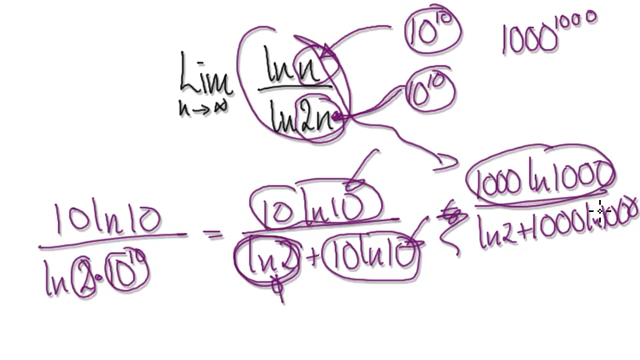 Lim n→∞ ln n / ln 2n
10^10
10^10
1000^1000
10 ln 10 / ln 2·10^10 = 10 ln 10 / ln 2 + 10 ln 10
1000 ln 1000 / ln 2 + 1000 ln 1000